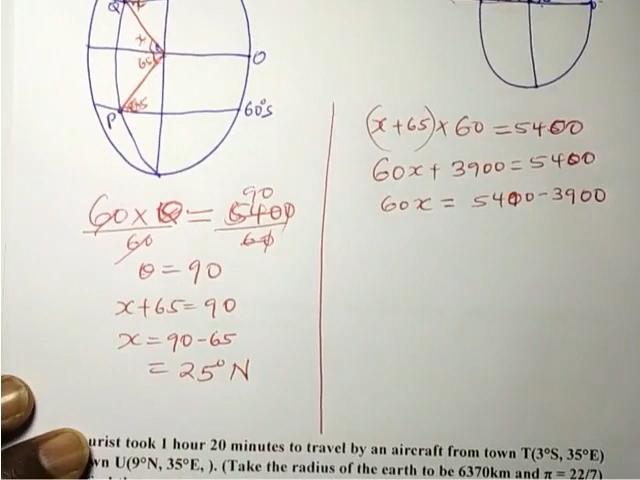 Q x
x
65
O
65
P
60°S
60 × θ = 5400
60 60
90
θ = 90
x + 65 = 90
x = 90 - 65
= 25° N
(x + 65) × 60 = 5400
60x + 3900 = 5400
60x = 5400 - 3900
urist took 1 hour 20 minutes to travel by an aircraft from town T(3°S, 35°E)
wn U(9°N, 35°E, ). (Take the radius of the earth to be 6370km and π = 22/7)